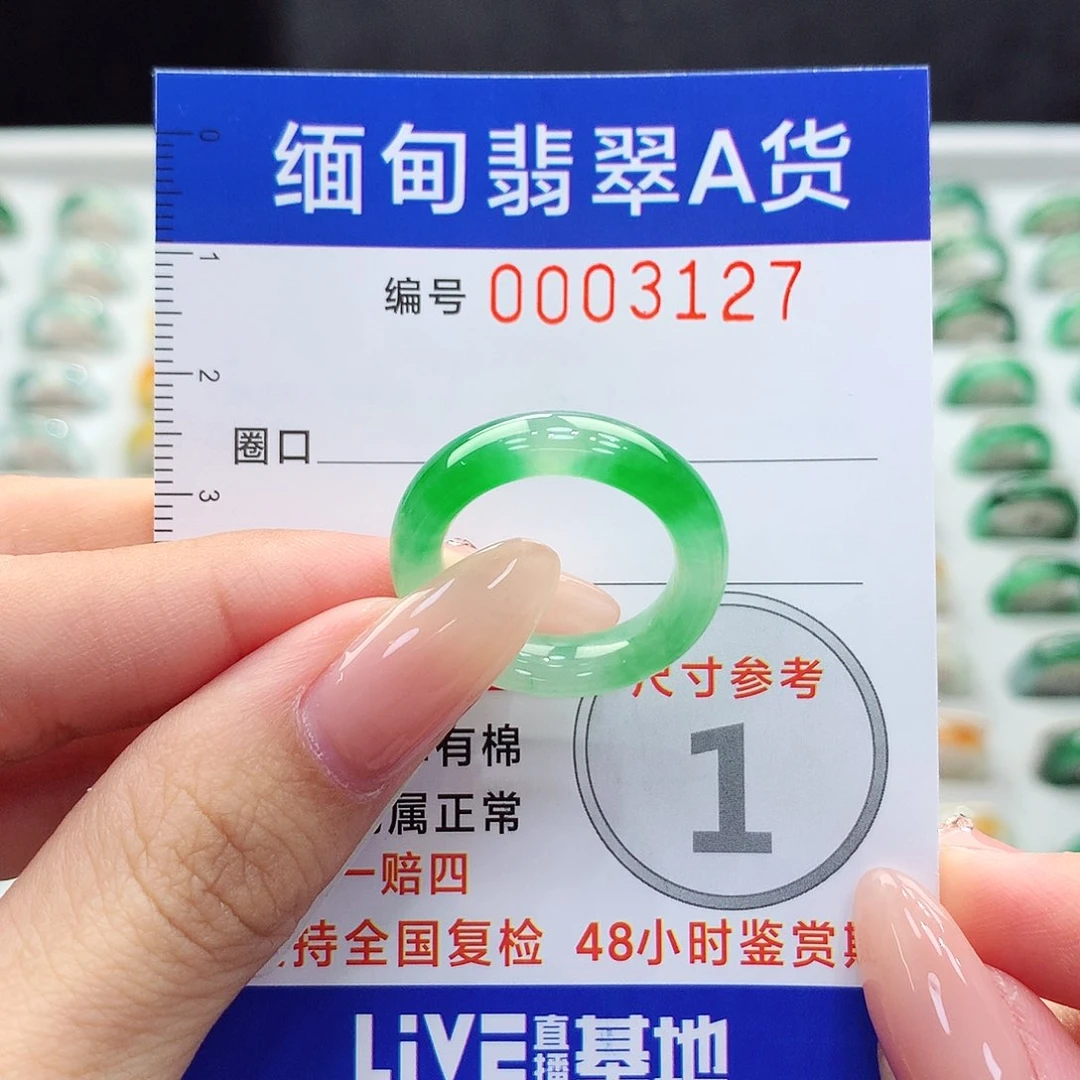 缅甸翡翠A货
0
1
2
3
编号 0003127
圈口
尺寸参考
1
有棉
属正常
一赔四
持全国复检 48小时鉴赏期
LiVE直播基地